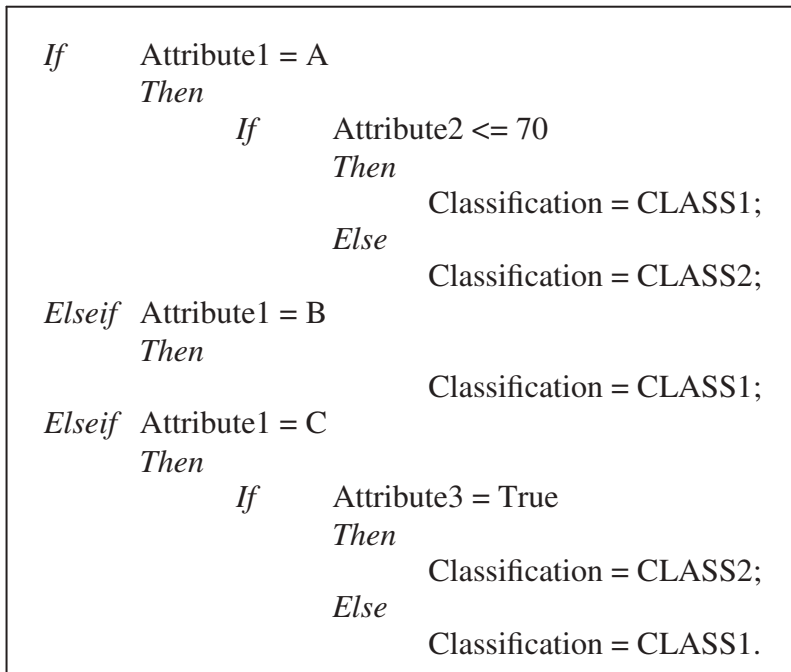 If Attribute1 = A
Then
If Attribute2 <= 70
Then
Classification = CLASS1;
Else
Classification = CLASS2;
Elseif Attribute1 = B
Then
Classification = CLASS1;
Elseif Attribute1 = C
Then
If Attribute3 = True
Then
Classification = CLASS2;
Else
Classification = CLASS1.